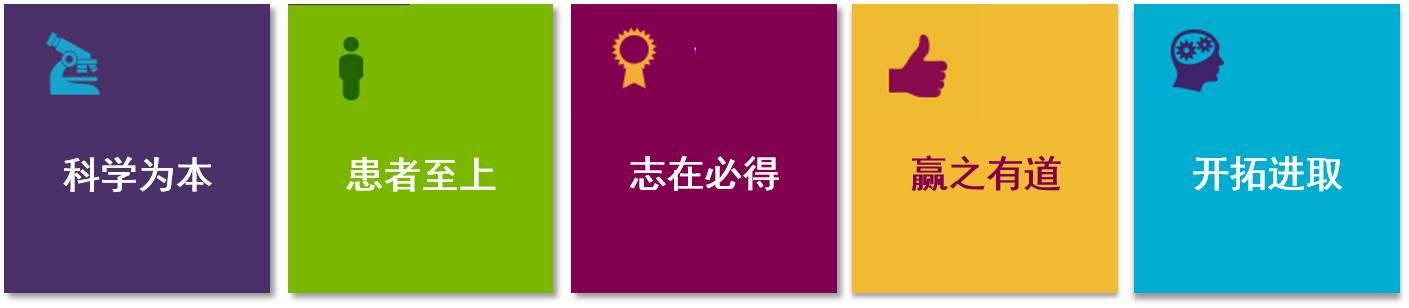 科学为本
患者至上
志在必得
赢之有道
开拓进取